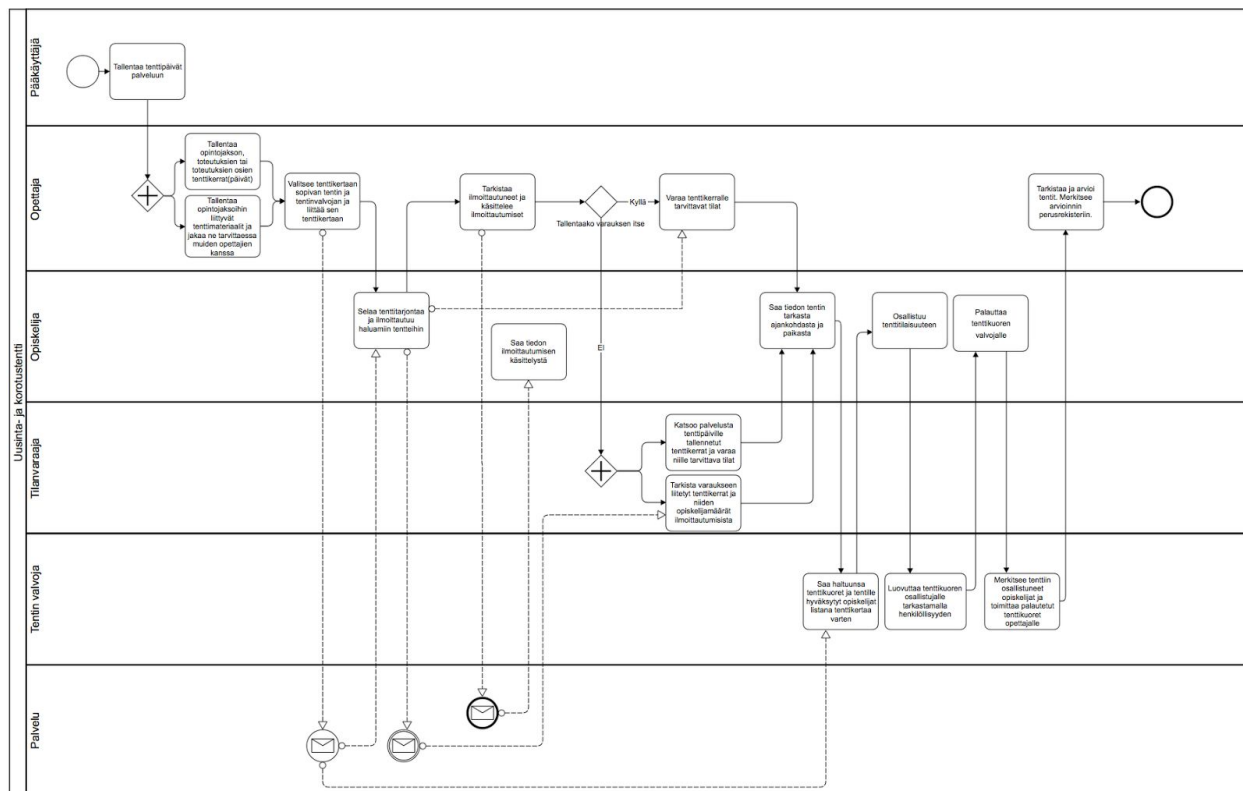 Uusinta- ja korotustentti
Pääkäyttäjä
Tallentaa tenttipäivät
palveluun
Opettaja
Tallentaa
opintojakson,
toteutuksien tai
toteutuksien osien
tenttikerrat(päivät)
Tallentaa
opintojaksoihin
liittyvät
tenttimateriaalit ja
jakaa ne tarvittaessa
muiden opettajien
kanssa
Valitsee tenttikertaan
sopivan tentin ja
tentinvalvojan ja
liittää sen
tenttikertaan
Tarkistaa
ilmoittautuneet ja
käsittelee
ilmoittautumiset
Tallentaako varauksen itse
Kyllä
Varaa tenttikerralle
tarvittavat tilat
Tarkistaa ja arvioi
tentit. Merkitsee
arvioinnin
perusrekisteriin.
Opiskelija
Selaa tenttitarjontaa
ja ilmoittautuu
haluamiin tentteihin
Saa tiedon
ilmoittautumisen
käsittelystä
Ei
Saa tiedon tentin
tarkasta
ajankohdasta ja
paikasta
Osallistuu
tenttitilaisuuteen
Palauttaa
tenttikuoren
valvojalle
Tilanvaraaja
Katsoo palvelusta
tenttipäiville
tallennetut
tenttikerrat ja varaa
niille tarvittava tilat
Tarkista varaukseen
liitetyt tenttikerrat ja
niiden
opiskelijamäärät
ilmoittautumisista
Tentin valvoja
Saa haltuunsa
tenttikuoret ja tentille
hyväksytyt opiskelijat
listana tenttikertaa
varten
Luovuttaa tenttikuoren
osallistujalle
tarkastamalla
henkilöllisyyden
Merkitsee tenttiin
osallistuneet
opiskelijat ja
toimittaa palautetut
tenttikuoret
opettajalle
Palvelu